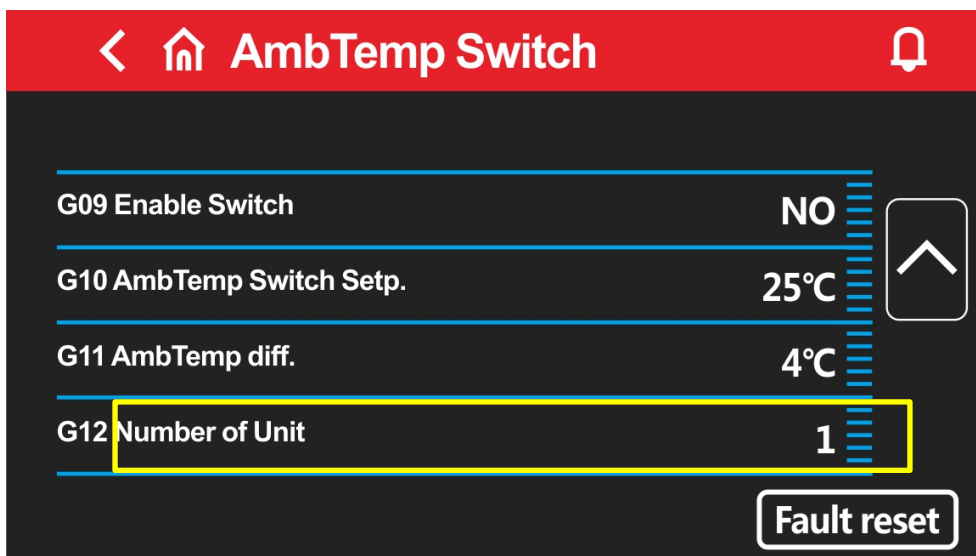 AmbTemp Switch
G09 Enable Switch NO
G10 AmbTemp Switch Setp. 25℃
G11 AmbTemp diff. 4℃
G12 Number of Unit 1
Fault reset